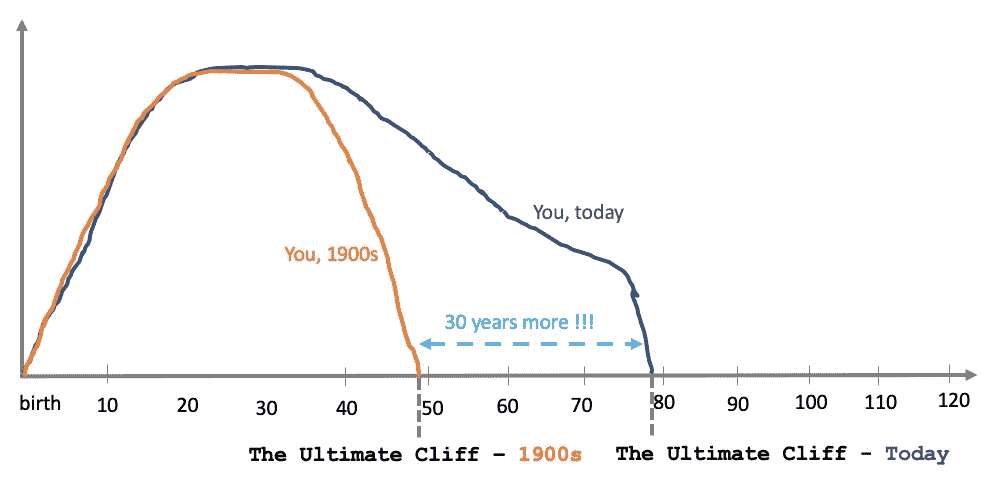 You, today
You, 1900s
30 years more !!!
birth 10 20 30 40 50 60 70 80 90 100 110 120
The Ultimate Cliff – 1900s The Ultimate Cliff - Today